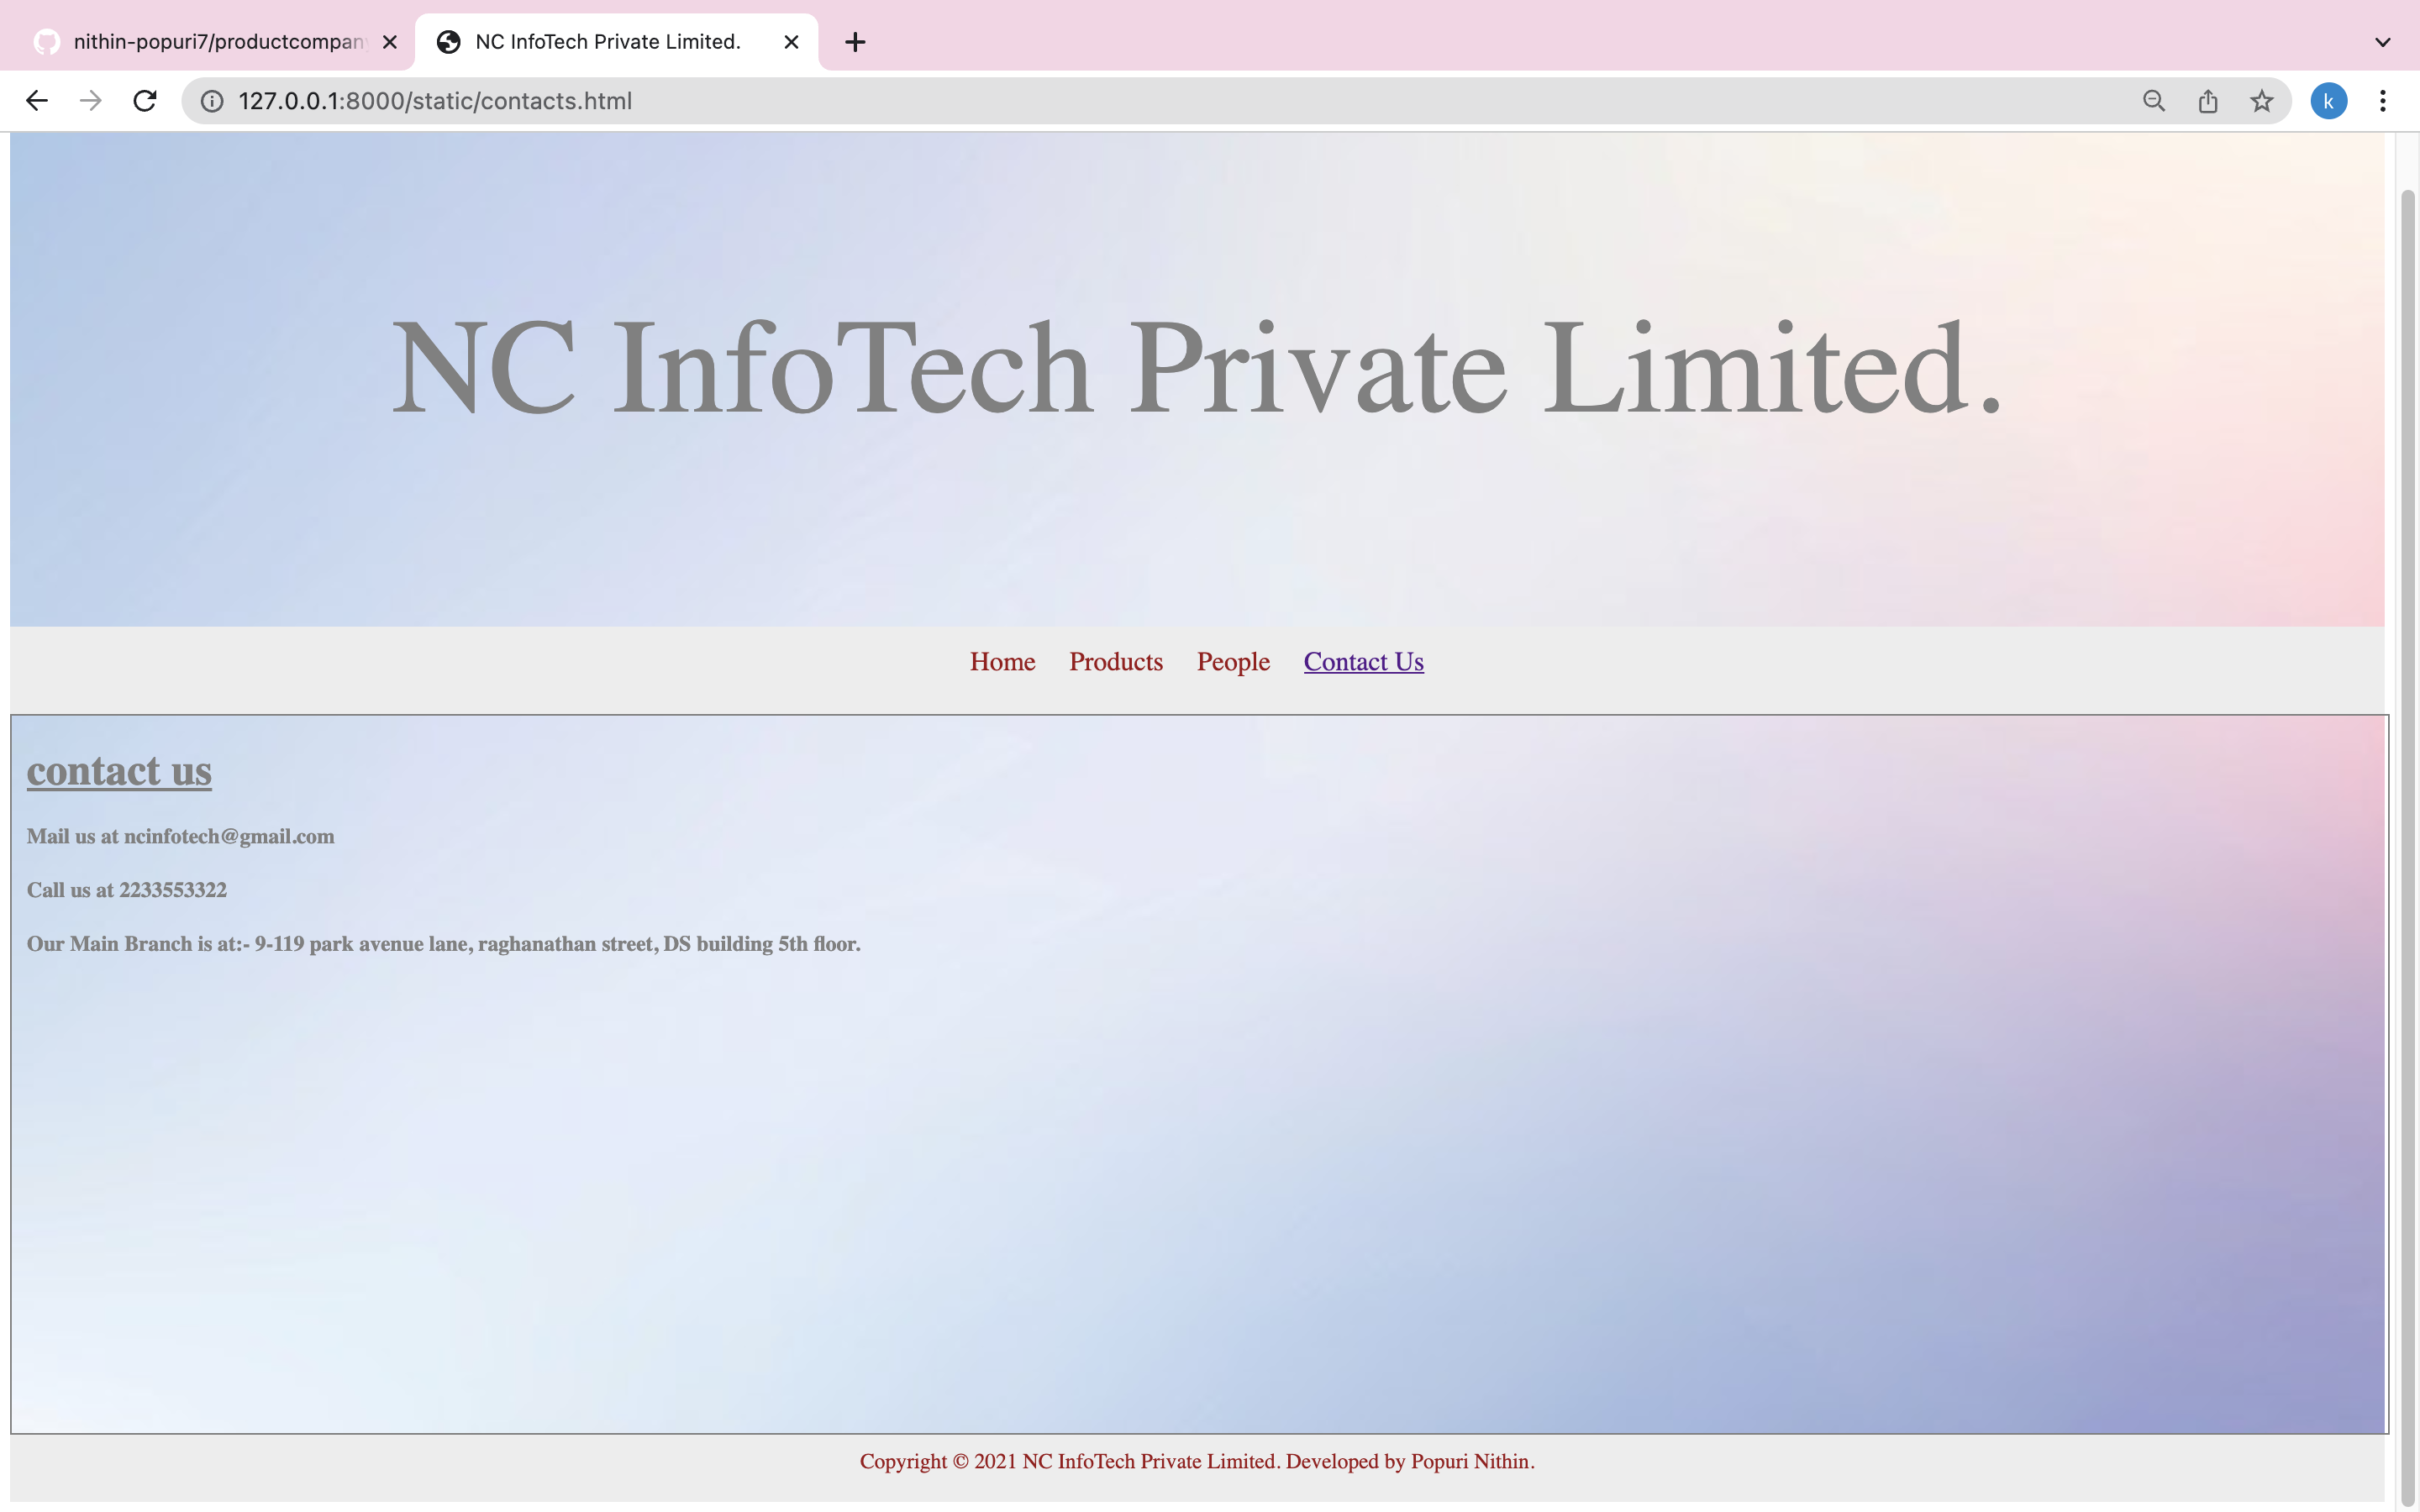 nithin-popuri7/productcompan
NC InfoTech Private Limited.
127.0.0.1:8000/static/contacts.html
k
NC InfoTech Private Limited.
Home Products People Contact Us
contact us
Mail us at ncinfotech@gmail.com
Call us at 2233553322
Our Main Branch is at:- 9-119 park avenue lane, raghanathan street, DS building 5th floor.
Copyright © 2021 NC InfoTech Private Limited. Developed by Popuri Nithin.